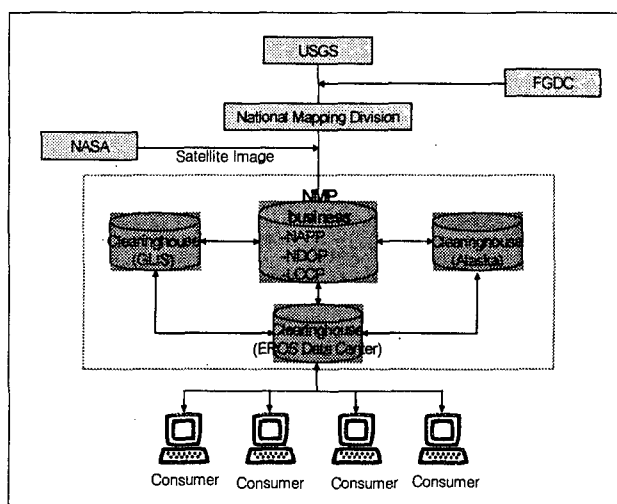 USGS
FGDC
National Mapping Division
NASA
Satellite Image
NMP
business
-NAPP
-NDOP
-LCCP
Clearinghouse
(GLIS)
Clearinghouse
(Alaska)
Clearinghouse
(EROS Data Center)
Consumer
Consumer
Consumer
Consumer